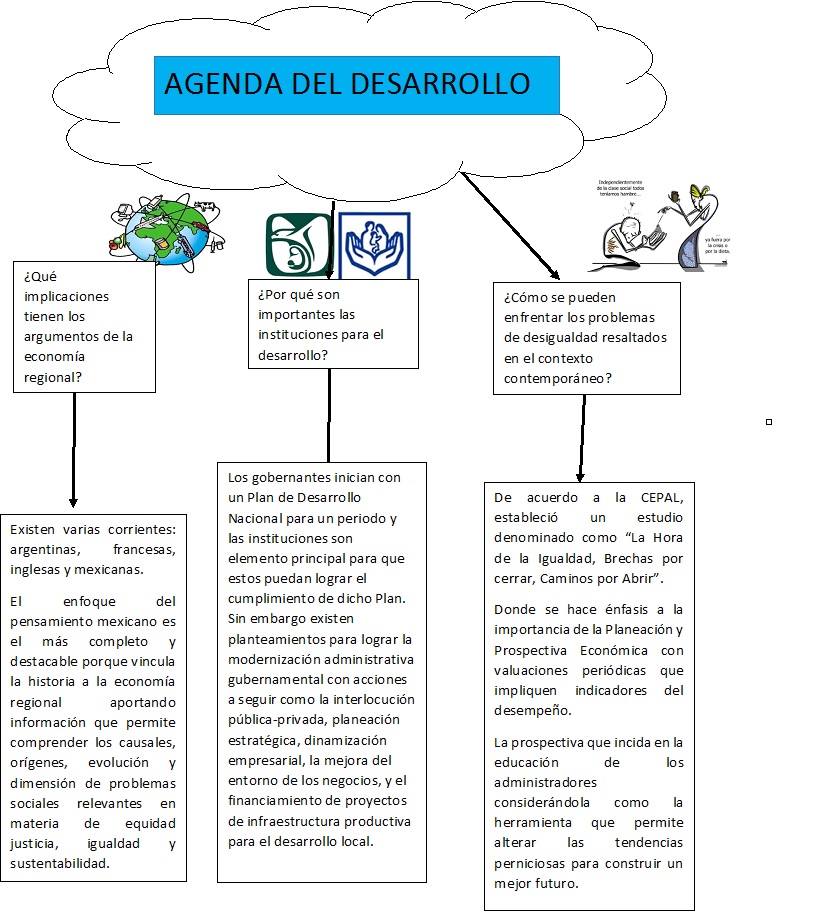 AGENDA DEL DESARROLLO
Independientemente
de la clase social todos
teníamos hambre...
... ya fuera por
la crisis o
por la dieta.
¿Qué
implicaciones
tienen los
argumentos de la
economía
regional?
¿Por qué son
importantes las
instituciones para el
desarrollo?
¿Cómo se pueden
enfrentar los problemas
de desigualdad resaltados
en el contexto
contemporáneo?
Existen varias corrientes:
argentinas, francesas,
inglesas y mexicanas.
El enfoque del
pensamiento mexicano es
el más completo y
destacable porque vincula
la historia a la economía
regional aportando
información que permite
comprender los causales,
orígenes, evolución y
dimensión de problemas
sociales relevantes en
materia de equidad
justicia, igualdad y
sustentabilidad.
Los gobernantes inician con
un Plan de Desarrollo
Nacional para un periodo y
las instituciones son
elemento principal para que
estos puedan lograr el
cumplimiento de dicho Plan.
Sin embargo existen
planteamientos para lograr la
modernización administrativa
gubernamental con acciones
a seguir como la interlocución
pública-privada, planeación
estratégica, dinamización
empresarial, la mejora del
entorno de los negocios, y el
financiamiento de proyectos
de infraestructura productiva
para el desarrollo local.
De acuerdo a la CEPAL,
estableció un estudio
denominado como “La Hora
de la Igualdad, Brechas por
cerrar, Caminos por Abrir”.
Donde se hace énfasis a la
importancia de la Planeación y
Prospectiva Económica con
valuaciones periódicas que
impliquen indicadores del
desempeño.
La prospectiva que incida en la
educación de los
administradores
considerándola como la
herramienta que permite
alterar las tendencias
perniciosas para construir un
mejor futuro.